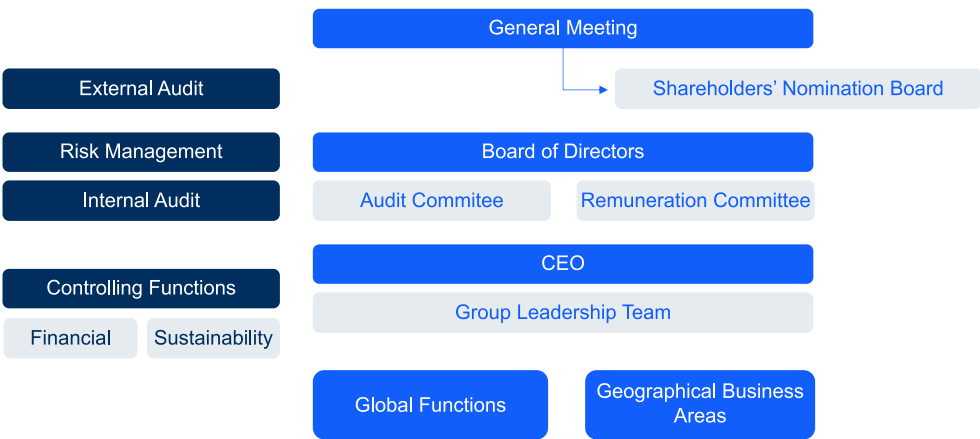 General Meeting
External Audit
Shareholders’ Nomination Board
Risk Management
Board of Directors
Internal Audit
Audit Commitee
Remuneration Committee
CEO
Controlling Functions
Group Leadership Team
Financial
Sustainability
Global Functions
Geographical Business
Areas